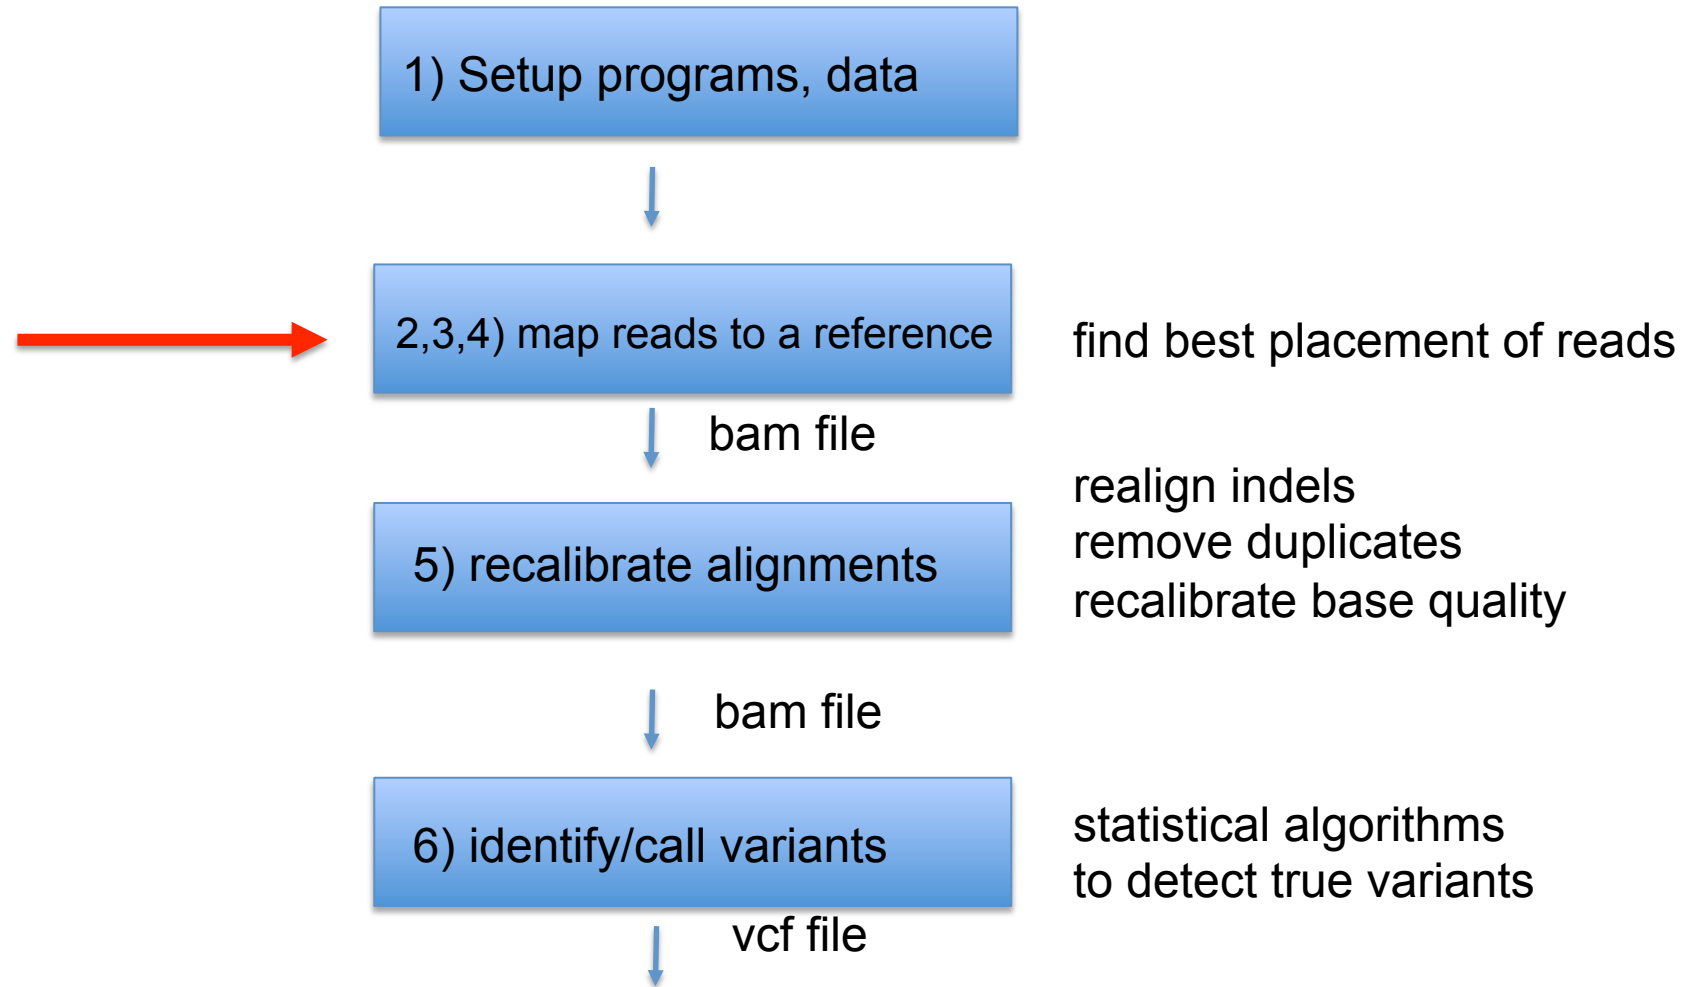 1) Setup programs, data
2,3,4) map reads to a reference
find best placement of reads
bam file
realign indels
remove duplicates
recalibrate base quality
5) recalibrate alignments
bam file
6) identify/call variants
statistical algorithms
to detect true variants
vcf file